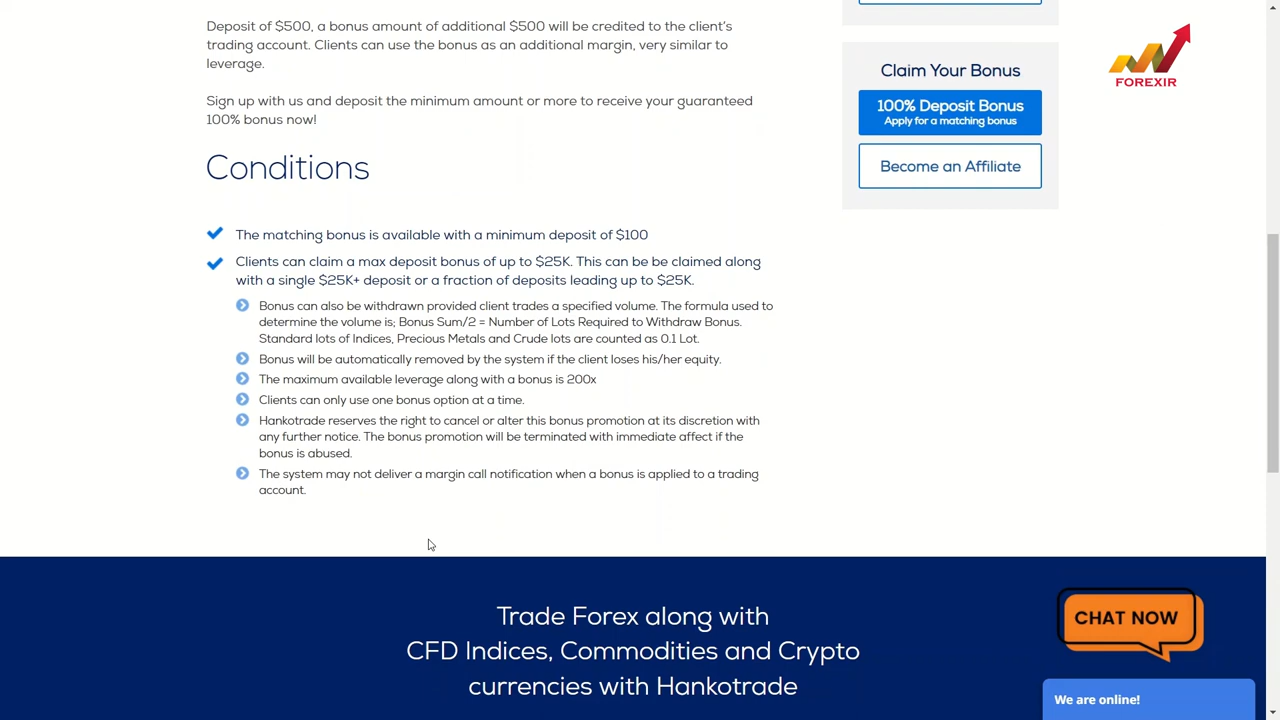 Deposit of $500, a bonus amount of additional $500 will be credited to the client's
trading account. Clients can use the bonus as an additional margin, very similar to
leverage.
Sign up with us and deposit the minimum amount or more to receive your guaranteed
100% bonus now!
Conditions
The matching bonus is available with a minimum deposit of $100
Clients can claim a max deposit bonus of up to $25K. This can be be claimed along
with a single $25K+ deposit or a fraction of deposits leading up to $25K.
Bonus can also be withdrawn provided client trades a specified volume. The formula used to
determine the volume is; Bonus Sum/2 = Number of Lots Required to Withdraw Bonus.
Standard lots of Indices, Precious Metals and Crude lots are counted as 0.1 Lot.
Bonus will be automatically removed by the system if the client loses his/her equity.
The maximum available leverage along with a bonus is 200x
Clients can only use one bonus option at a time.
Hankotrade reserves the right to cancel or alter this bonus promotion at its discretion with
any further notice. The bonus promotion will be terminated with immediate affect if the
bonus is abused.
The system may not deliver a margin call notification when a bonus is applied to a trading
account.
Claim Your Bonus
100% Deposit Bonus
Apply for a matching bonus
Become an Affiliate
FOREXIR
Trade Forex along with
CFD Indices, Commodities and Crypto
currencies with Hankotrade
CHAT NOW
We are online!